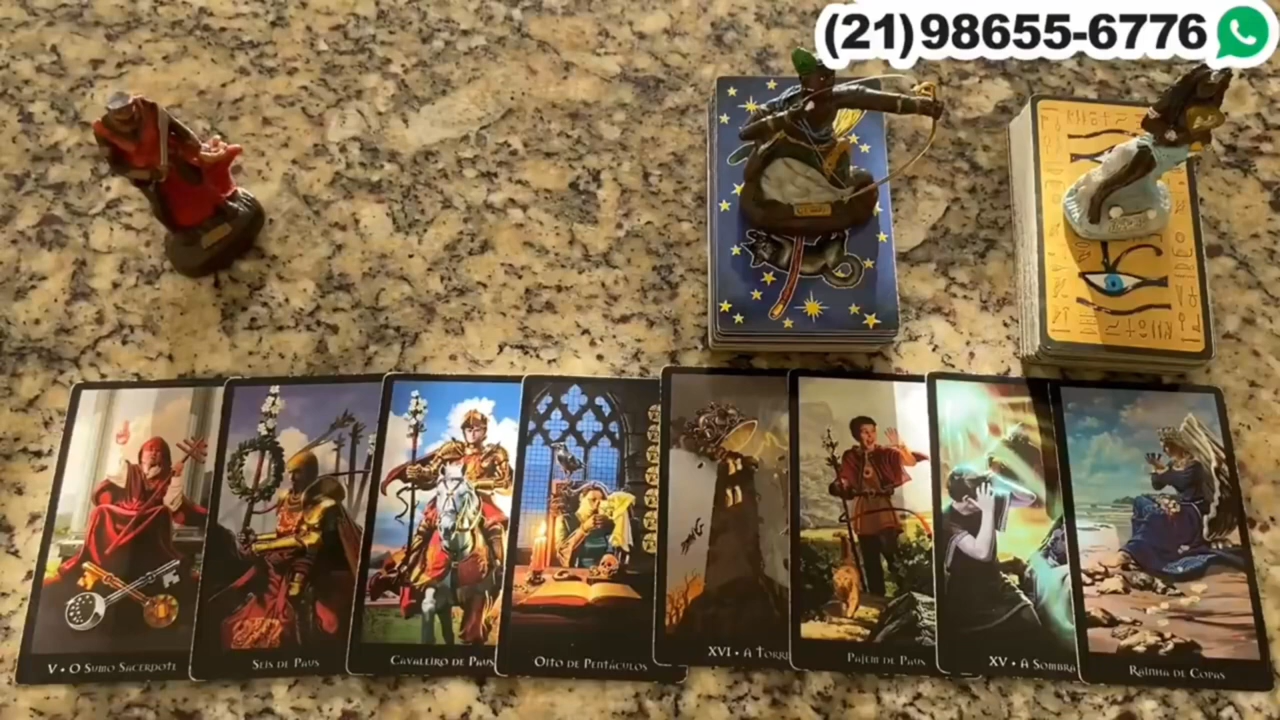 (21)98655-6776
V • O Sumo Sacerdote
Seis de Paus
Cavaleiro de Paus
Oito de Pentáculos
XVI • A Torre
Pajem de Paus
XV • A Sombra
Rainha de Copas